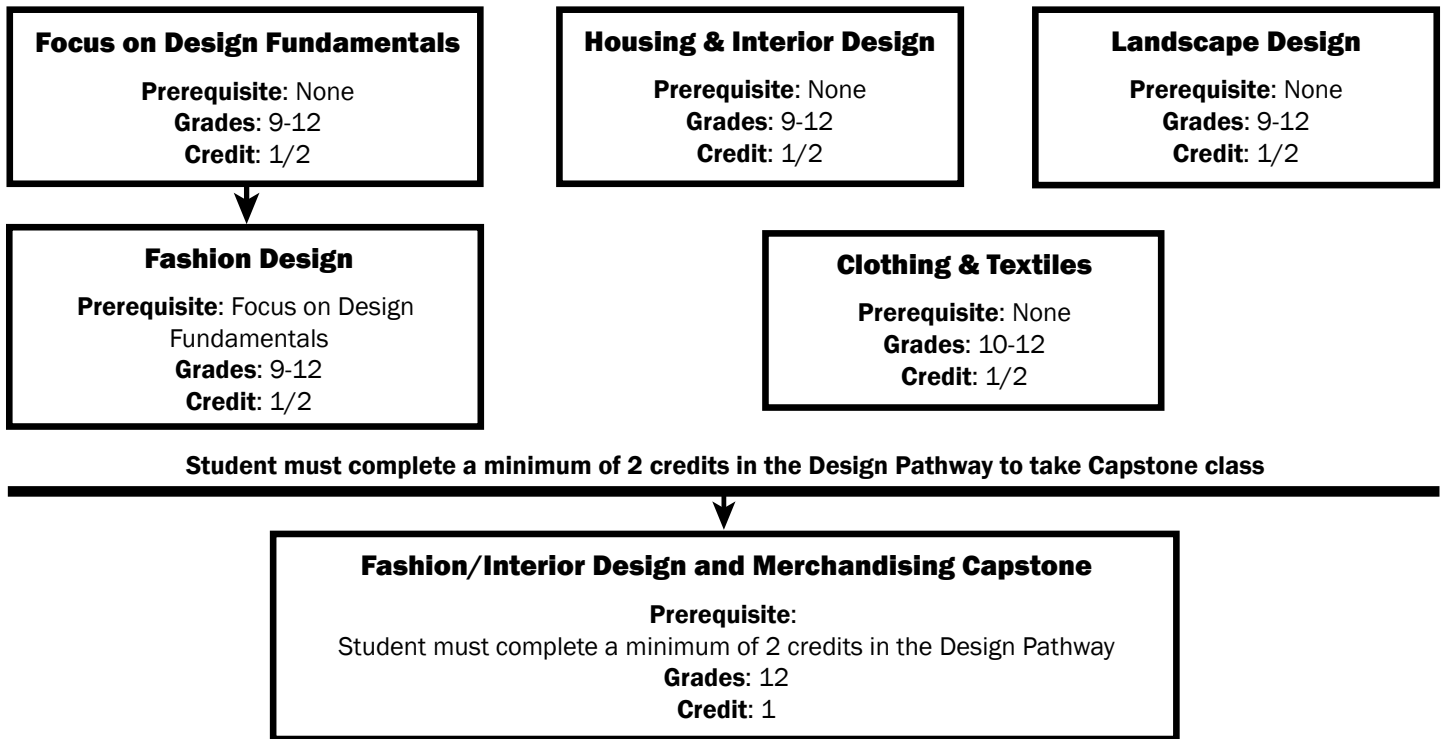 Focus on Design Fundamentals
Prerequisite: None
Grades: 9-12
Credit: 1/2
Housing & Interior Design
Prerequisite: None
Grades: 9-12
Credit: 1/2
Landscape Design
Prerequisite: None
Grades: 9-12
Credit: 1/2
Fashion Design
Prerequisite: Focus on Design
Fundamentals
Grades: 9-12
Credit: 1/2
Clothing & Textiles
Prerequisite: None
Grades: 10-12
Credit: 1/2
Student must complete a minimum of 2 credits in the Design Pathway to take Capstone class
Fashion/Interior Design and Merchandising Capstone
Prerequisite:
Student must complete a minimum of 2 credits in the Design Pathway
Grades: 12
Credit: 1